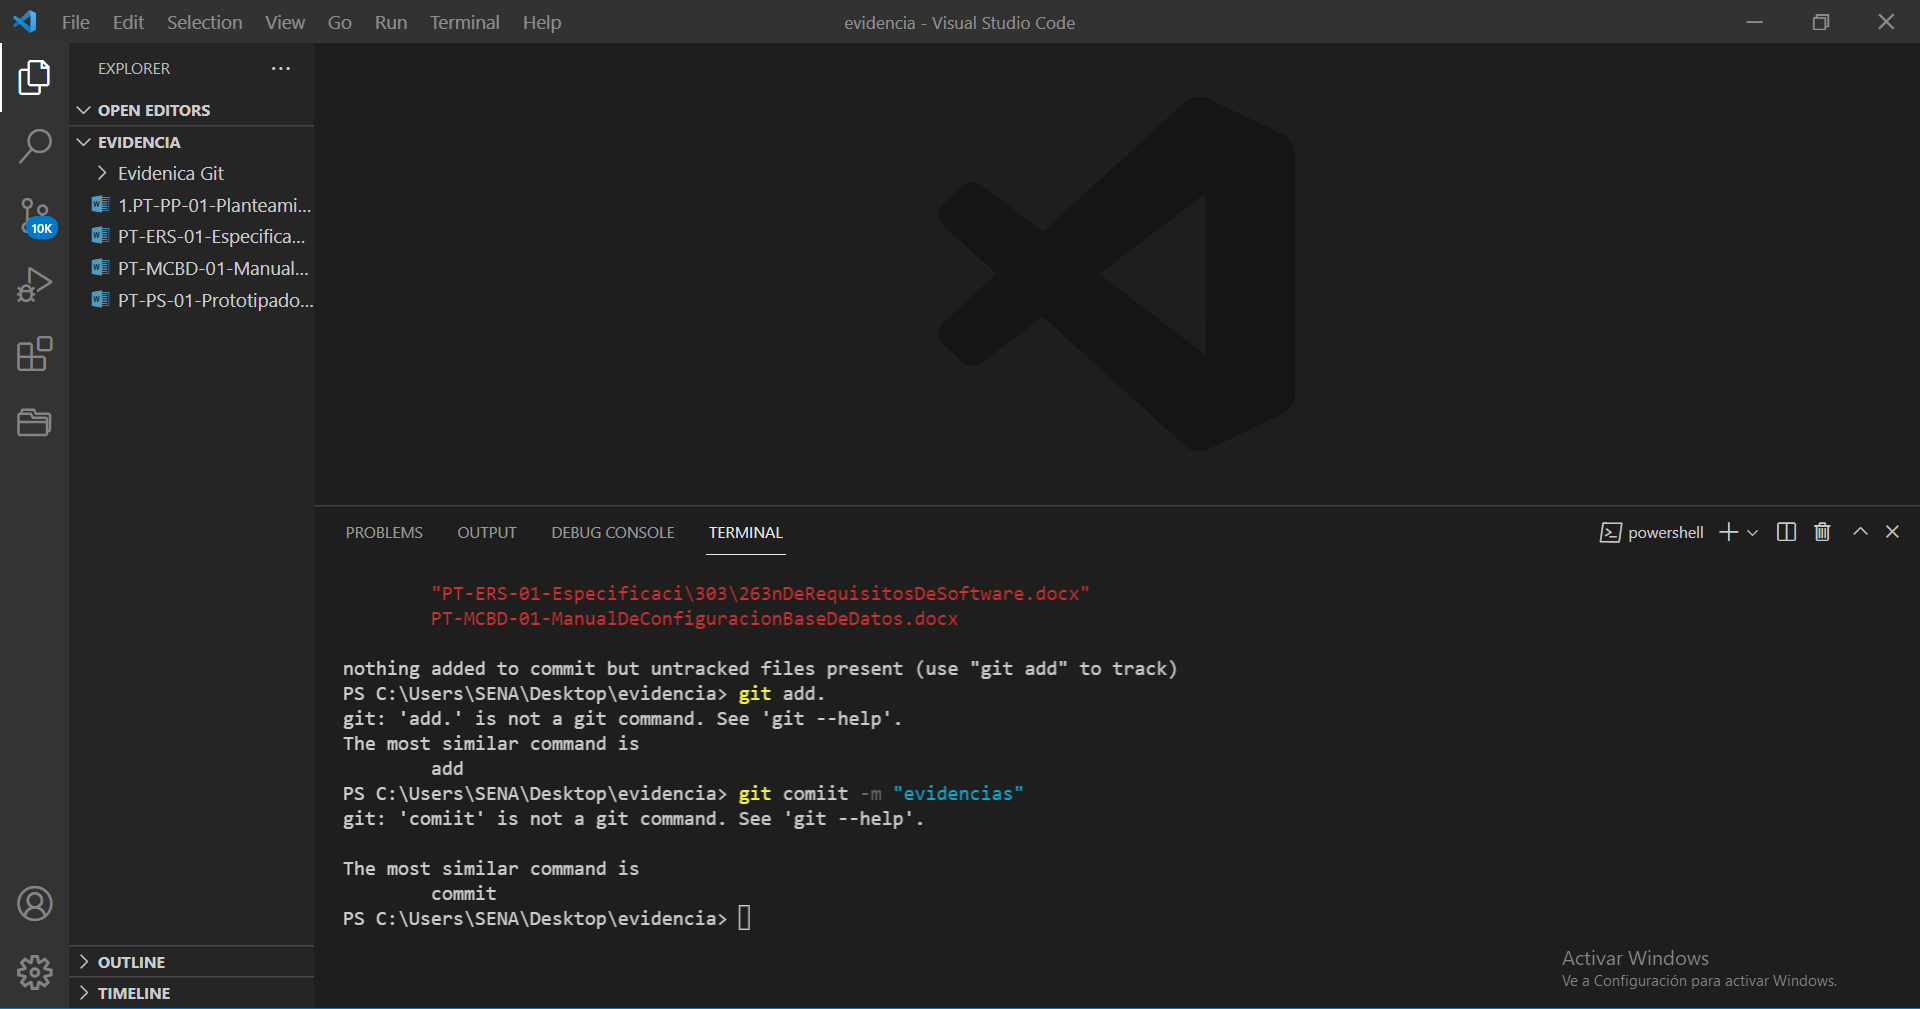 File Edit Selection View Go Run Terminal Help
evidencia - Visual Studio Code
EXPLORER
OPEN EDITORS
EVIDENCIA
Evidenica Git
1.PT-PP-01-Planteami...
PT-ERS-01-Especifica...
PT-MCBD-01-Manual...
PT-PS-01-Prototipado...
10K
OUTLINE
TIMELINE
PROBLEMS OUTPUT DEBUG CONSOLE TERMINAL
powershell
"PT-ERS-01-Especificaci\303\263nDeRequisitosDeSoftware.docx"
PT-MCBD-01-ManualDeConfiguracionBaseDeDatos.docx
nothing added to commit but untracked files present (use "git add" to track)
PS C:\Users\SENA\Desktop\evidencia> git add.
git: 'add.' is not a git command. See 'git --help'.
The most similar command is
add
PS C:\Users\SENA\Desktop\evidencia> git comiit -m "evidencias"
git: 'comiit' is not a git command. See 'git --help'.
The most similar command is
commit
PS C:\Users\SENA\Desktop\evidencia>
Activar Windows
Ve a Configuración para activar Windows.